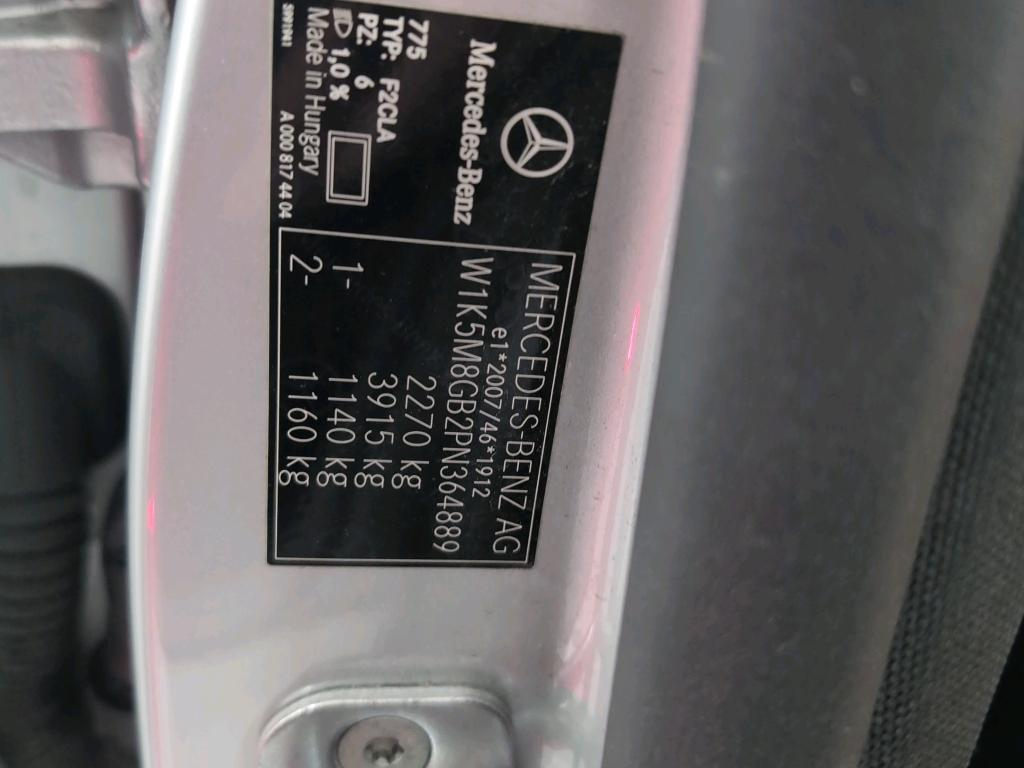 Mercedes-Benz
775
TYP: F2CLA
PZ: 6
1,0 %
Made in Hungary
S991941
A 000 817 44 04
MERCEDES-BENZ AG
e1*2007/46*1912
W1K5M8GB2PN364889
2270 kg
3915 kg
1- 1140 kg
2- 1160 kg